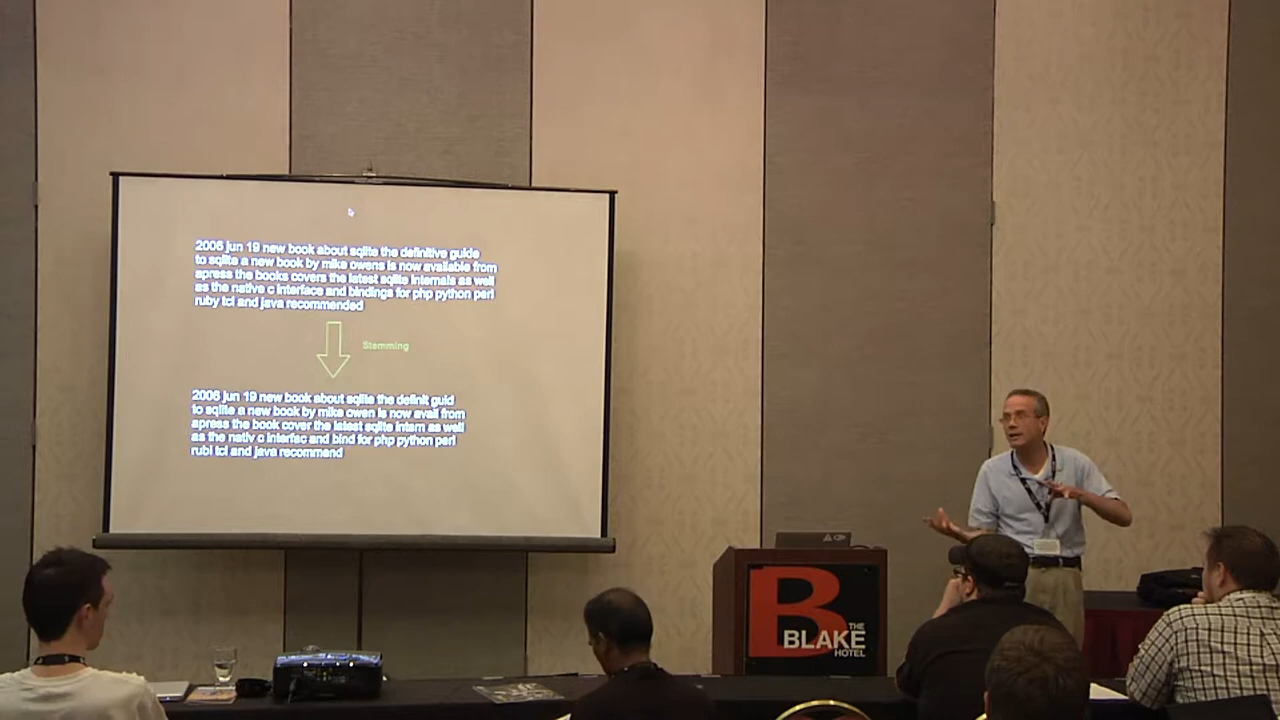 2006 jun 19 new book about sqlite the definitive guide
to sqlite a new book by mike owens is now available from
apress the books covers the latest sqlite internals as well
as the native c interface and bindings for php python perl
ruby tcl and java recommended
Stemming
2006 jun 19 new book about sqlite the definit guid
to sqlite a new book by mike owen is now avail from
apress the book cover the latest sqlite intern as well
as the nativ c interfac and bind for php python perl
rubi tcl and java recommend
B
THE
BLAKE
HOTEL